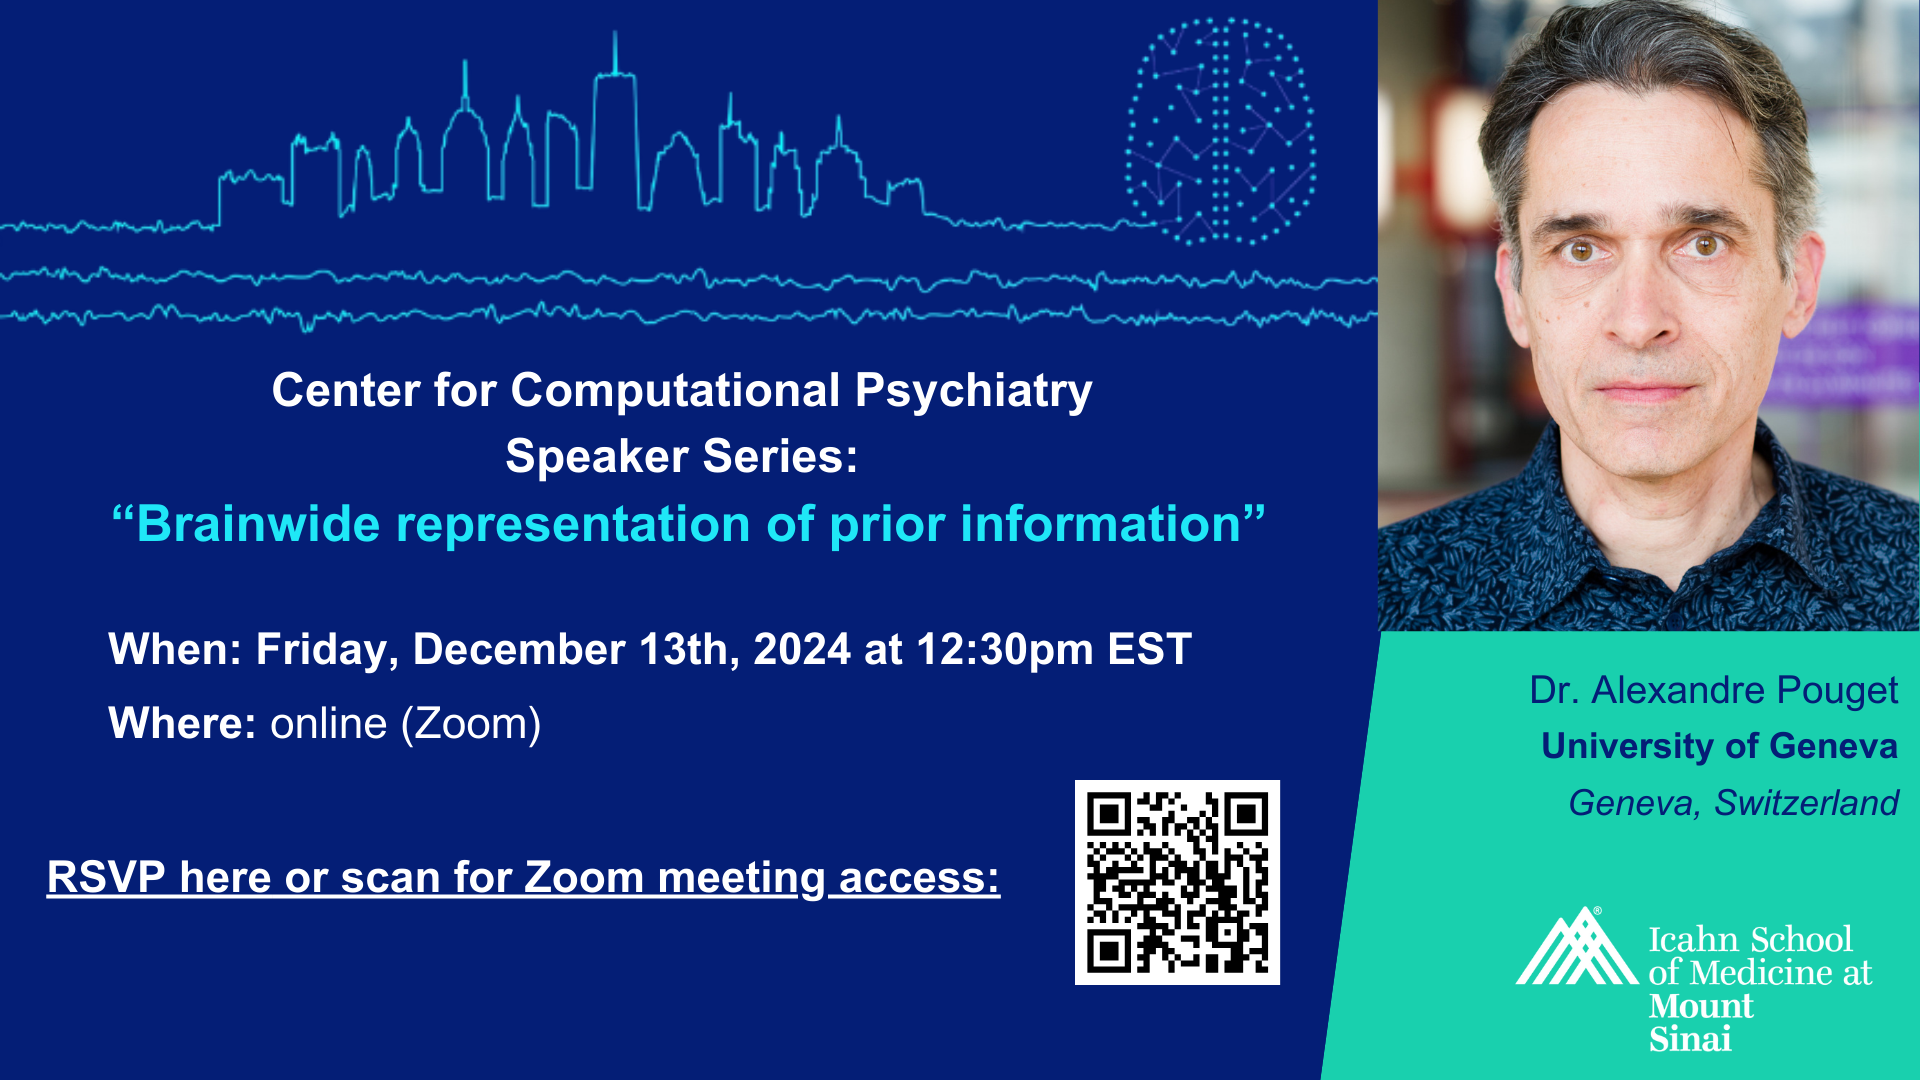 Center for Computational Psychiatry
Speaker Series:
“Brainwide representation of prior information”
When: Friday, December 13th, 2024 at 12:30pm EST
Where: online (Zoom)
RSVP here or scan for Zoom meeting access:
Dr. Alexandre Pouget
University of Geneva
Geneva, Switzerland
®
Icahn School
of Medicine at
Mount
Sinai